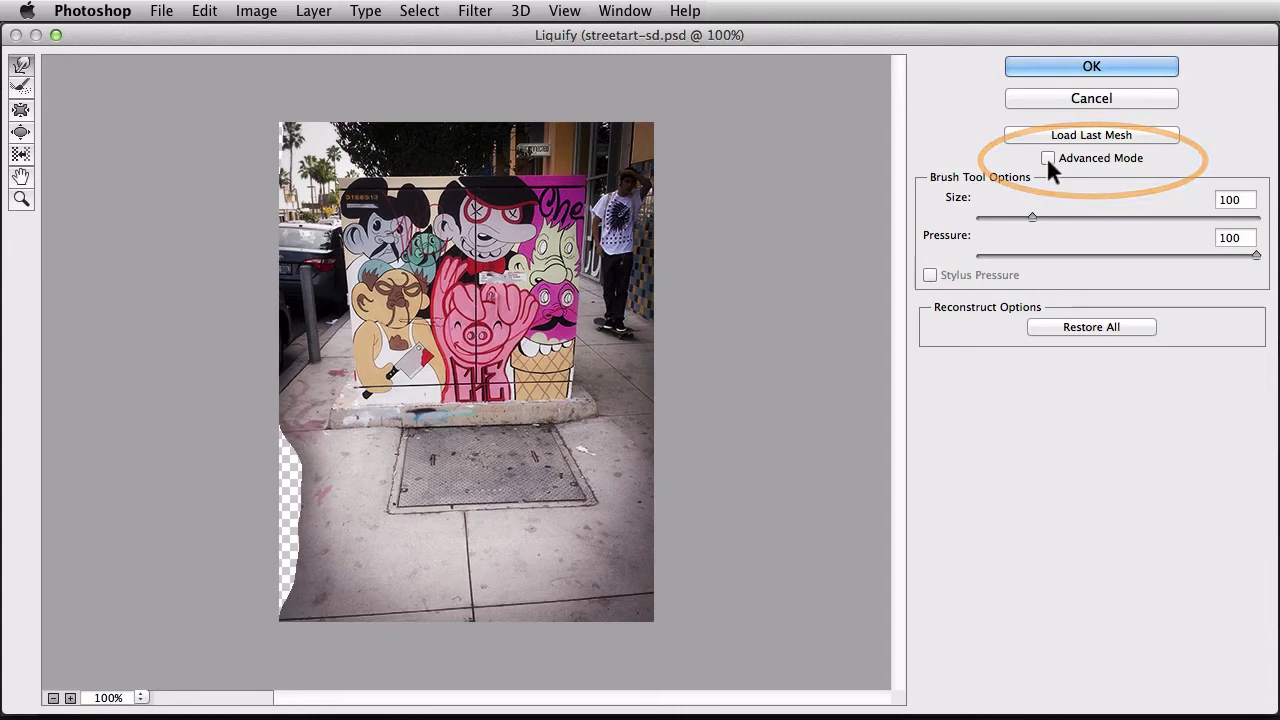 Photoshop File Edit Image Layer Type Select Filter 3D View Window Help
Liquify (streetart-sd.psd @ 100%)
OK
Cancel
Load Last Mesh
Advanced Mode
Brush Tool Options
Size: 100
Pressure: 100
Stylus Pressure
Reconstruct Options
Restore All
Che
100%